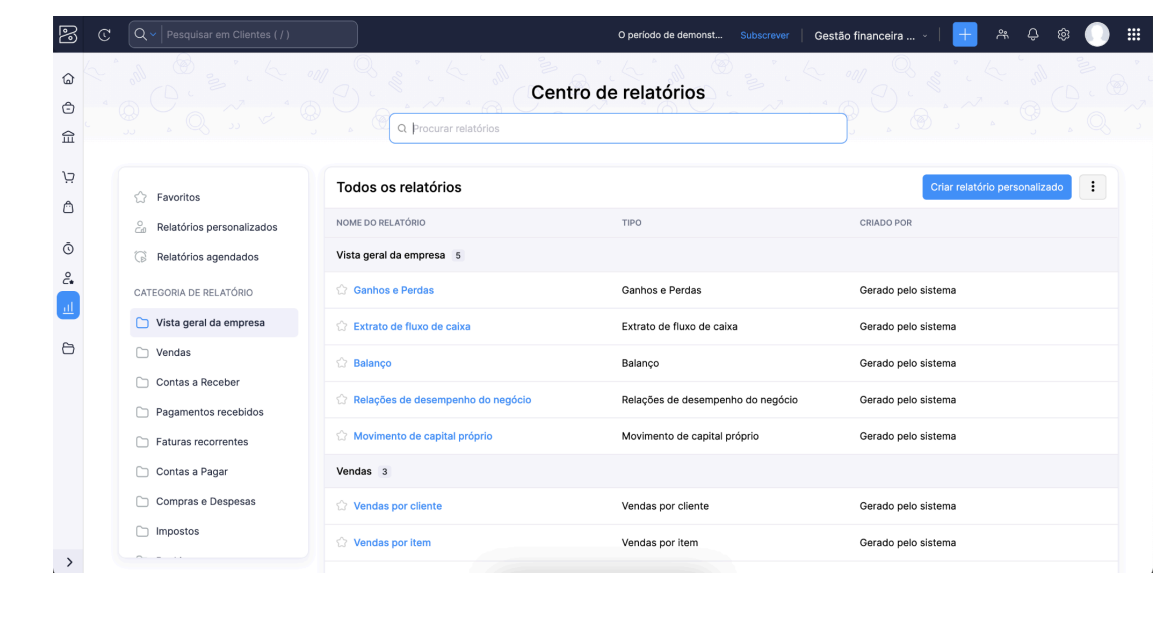 Pesquisar em Clientes ( / )
O período de demonst...
Subscrever
Gestão financeira ...
Centro de relatórios
Procurar relatórios
Favoritos
Relatórios personalizados
Relatórios agendados
CATEGORIA DE RELATÓRIO
Vista geral da empresa
Vendas
Contas a Receber
Pagamentos recebidos
Faturas recorrentes
Contas a Pagar
Compras e Despesas
Impostos
Todos os relatórios
Criar relatório personalizado
NOME DO RELATÓRIO TIPO CRIADO POR
Vista geral da empresa 5
Ganhos e Perdas Ganhos e Perdas Gerado pelo sistema
Extrato de fluxo de caixa Extrato de fluxo de caixa Gerado pelo sistema
Balanço Balanço Gerado pelo sistema
Relações de desempenho do negócio Relações de desempenho do negócio Gerado pelo sistema
Movimento de capital próprio Movimento de capital próprio Gerado pelo sistema
Vendas 3
Vendas por cliente Vendas por cliente Gerado pelo sistema
Vendas por item Vendas por item Gerado pelo sistema